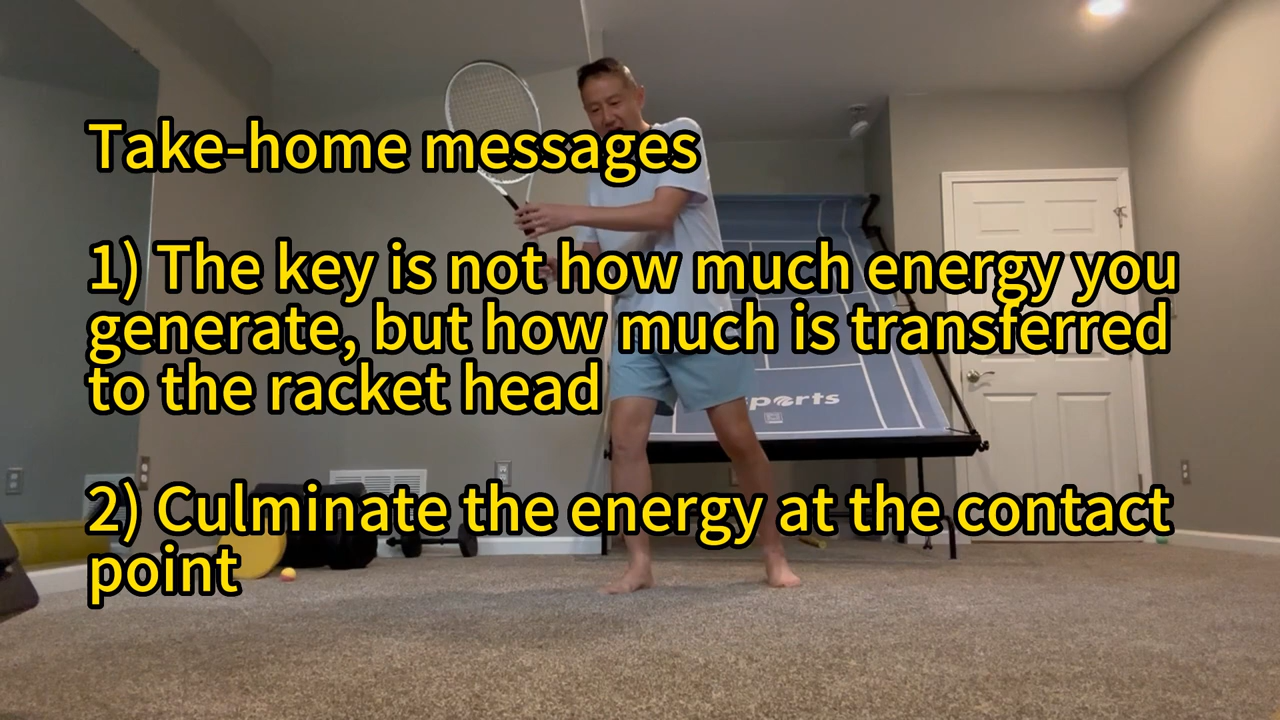 Take-home messages
1) The key is not how much energy you
generate, but how much is transferred
to the racket head
2) Culminate the energy at the contact
point
sports